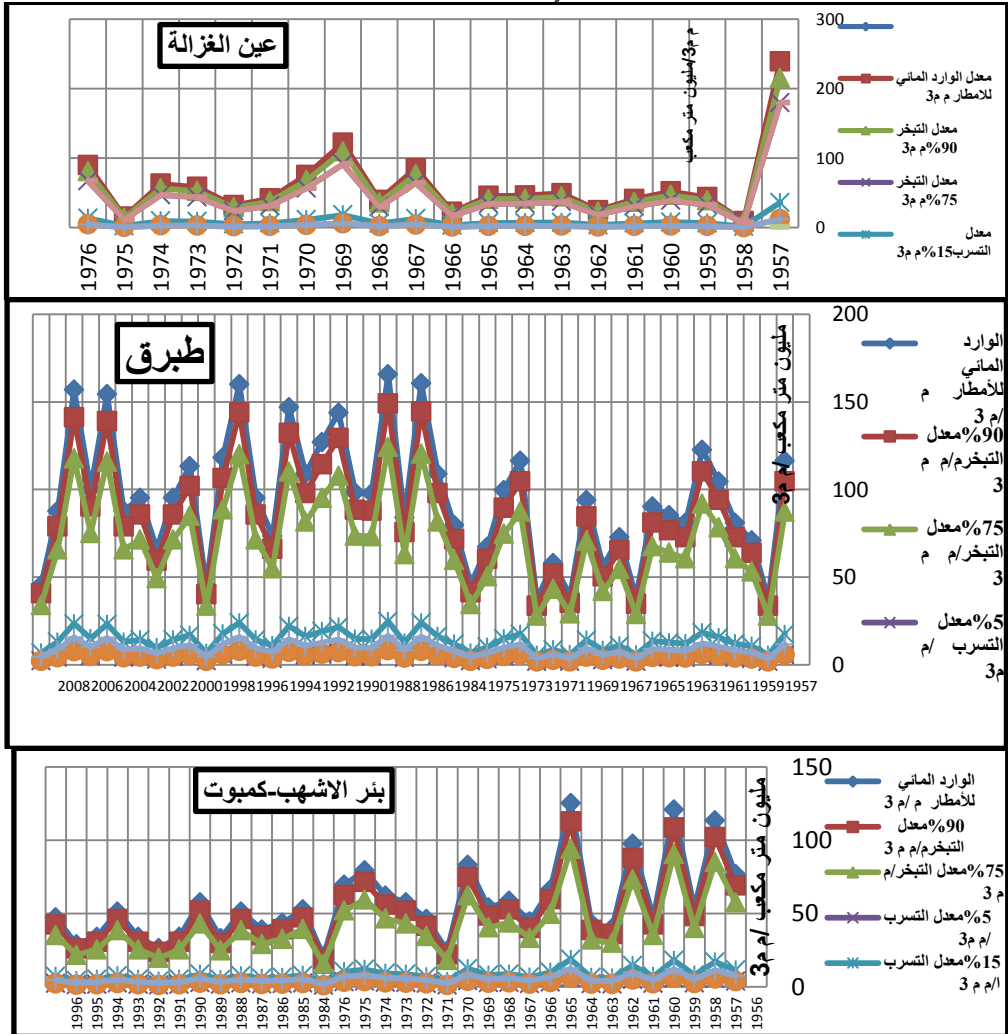 عين الغزالة
300
200
100
0
م م3/مليون متر مكعب
معدل الوارد المائي
للامطار م م3
معدل التبخر
90%م م3
معدل التبخر
75%م م3
معدل
التسرب15%م م3
1976
1975
1974
1973
1972
1971
1970
1969
1968
1967
1966
1965
1964
1963
1962
1961
1960
1959
1958
1957
طبرق
200
150
100
50
0
مليون متر مكعب /م م3
الوارد
المائي
للأمطار م
/م 3
90%معدل
التبخرم/م م
3
75%معدل
التبخر/م م
3
5%معدل
التسرب /م
م3
2008
2006
2004
2002
2000
1998
1996
1994
1992
1990
1988
1986
1984
1975
1973
1971
1969
1967
1965
1963
1961
1959
1957
بئر الاشهب-كمبوت
150
100
50
0
مليون متر مكعب /م م3
الوارد المائي
للأمطار م /م 3
90%معدل
التبخرم/م م 3
75%معدل التبخر/م
م 3
5%معدل التسرب
/م م3
15%معدل التسرب
ا/م م 3
1996
1995
1994
1993
1992
1991
1990
1989
1988
1987
1986
1985
1984
1976
1975
1974
1973
1972
1971
1970
1969
1968
1967
1966
1965
1964
1963
1962
1961
1960
1959
1958
1957
1956